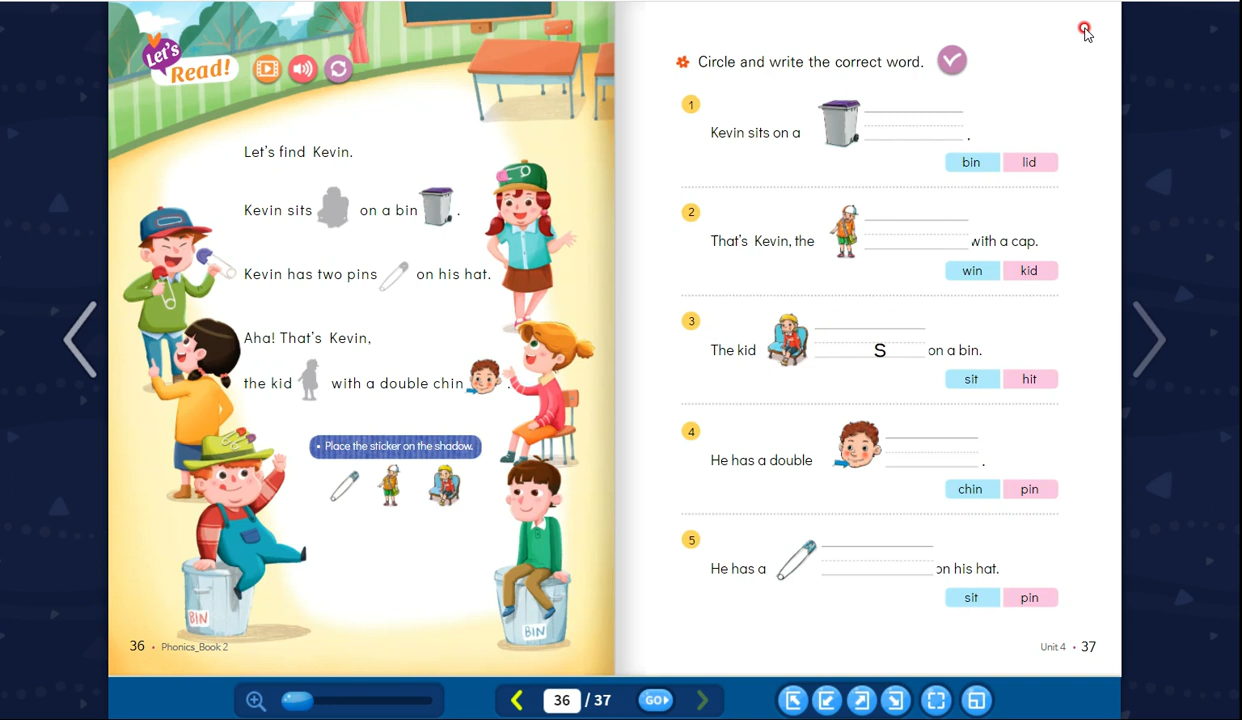 Let's
Read!
Let's find Kevin.
Kevin sits on a bin .
Kevin has two pins on his hat.
Aha! That's Kevin,
the kid with a double chin .
• Place the sticker on the shadow.
BIN
BIN
36 • Phonics_Book 2
Circle and write the correct word.
1
Kevin sits on a .
bin lid
2
That's Kevin, the with a cap.
win kid
3
The kid S on a bin.
sit hit
4
He has a double .
chin pin
5
He has a on his hat.
sit pin
Unit 4 • 37
36 / 37 GO